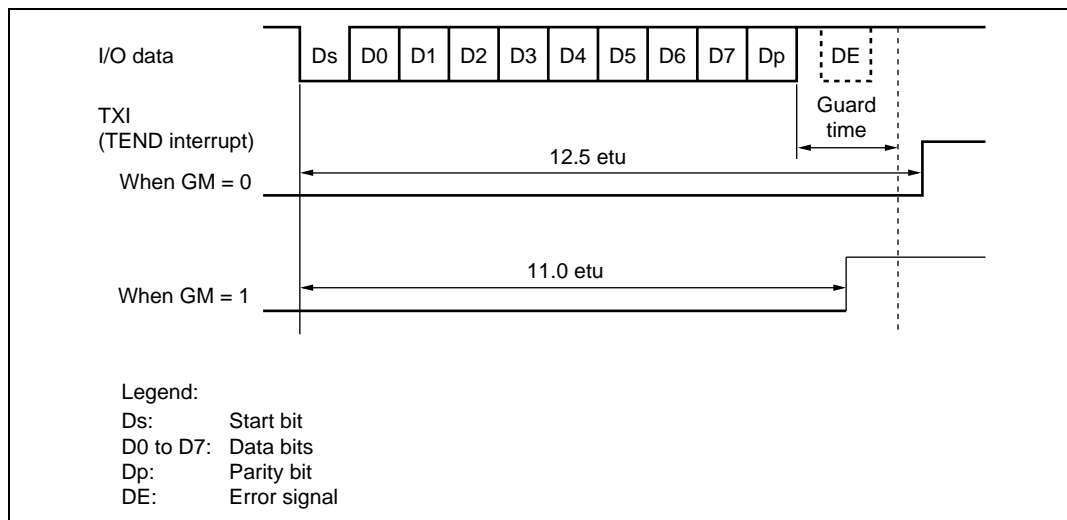 I/O data
Ds D0 D1 D2 D3 D4 D5 D6 D7 Dp DE
Guard
time
TXI
(TEND interrupt)
12.5 etu
When GM = 0
11.0 etu
When GM = 1
Legend:
Ds: Start bit
D0 to D7: Data bits
Dp: Parity bit
DE: Error signal